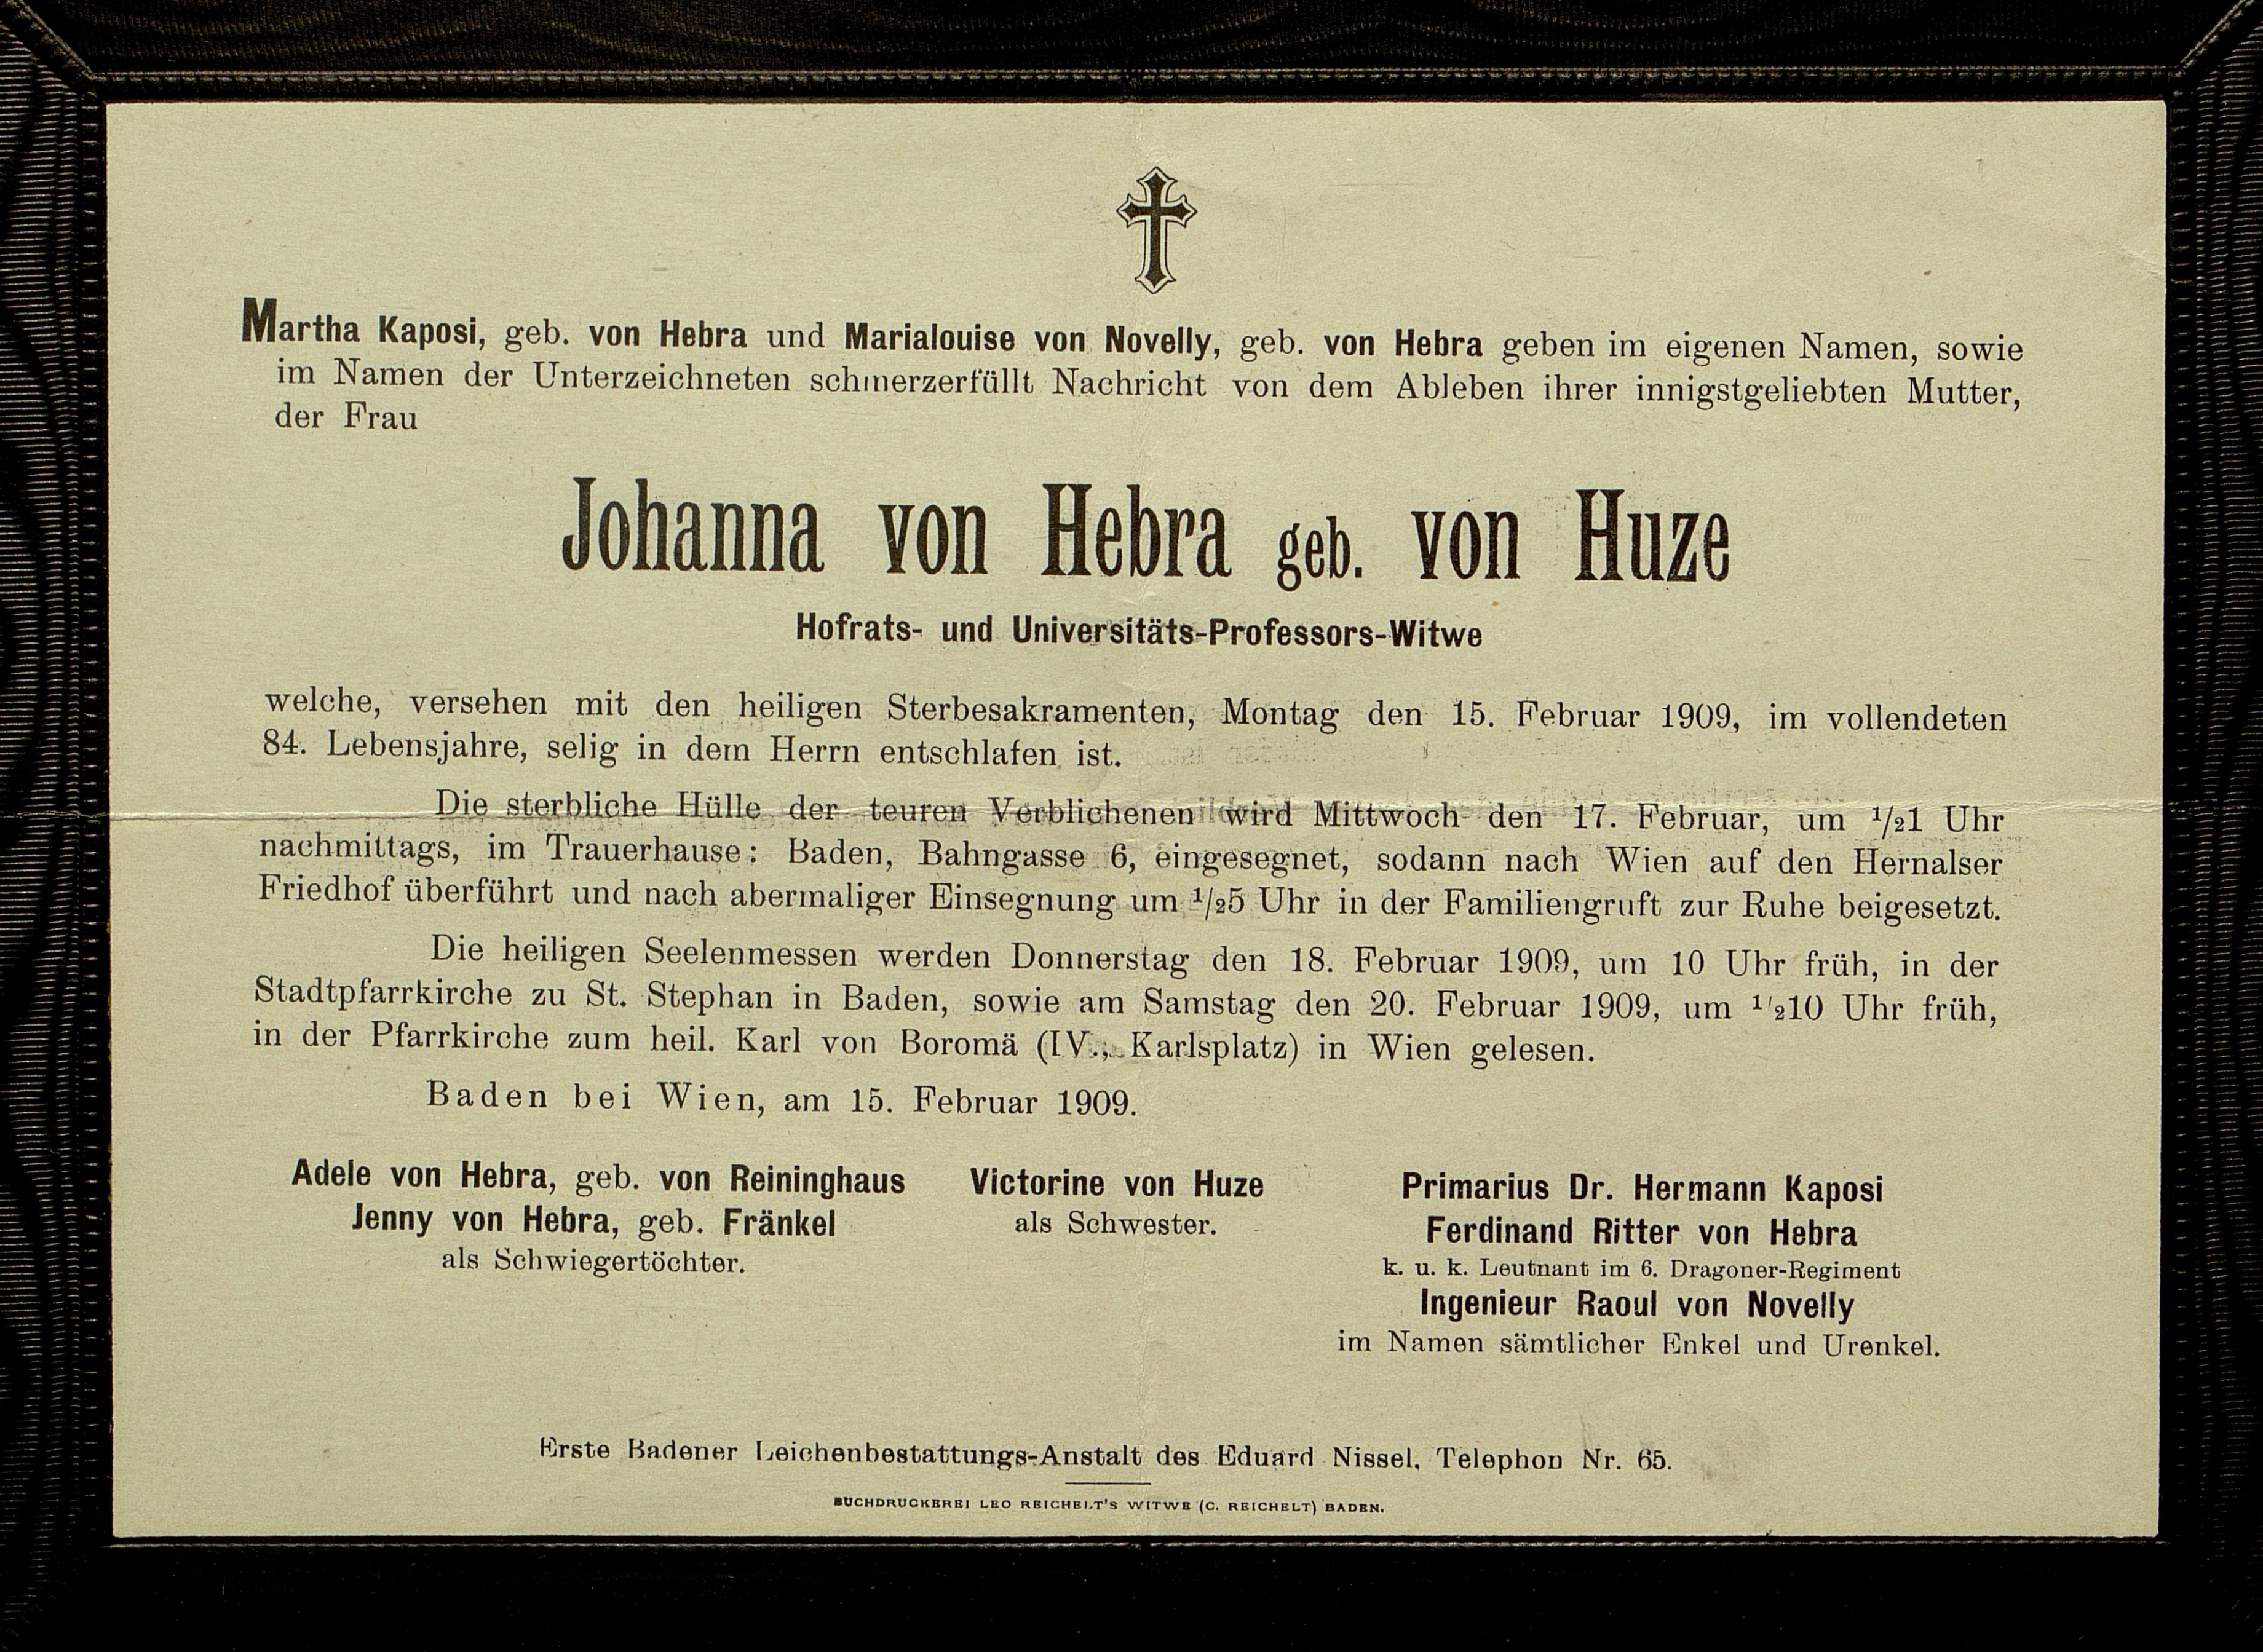 Martha Kaposi, geb. von Hebra und Marialouise von Novelly, geb. von Hebra geben im eigenen Namen, sowie
im Namen der Unterzeichneten schmerzerfüllt Nachricht von dem Ableben ihrer innigstgeliebten Mutter,
der Frau
Johanna von Hebra geb. von Huze
Hofrats- und Universitäts-Professors-Witwe
welche, versehen mit den heiligen Sterbesakramenten, Montag den 15. Februar 1909, im vollendeten
84. Lebensjahre, selig in dem Herrn entschlafen ist.
Die sterbliche Hülle der teuren Verblichenen wird Mittwoch den 17. Februar, um 1/21 Uhr
nachmittags, im Trauerhause: Baden, Bahngasse 6, eingesegnet, sodann nach Wien auf den Hernalser
Friedhof überführt und nach abermaliger Einsegnung um 1/25 Uhr in der Familiengruft zur Ruhe beigesetzt.
Die heiligen Seelenmessen werden Donnerstag den 18. Februar 1909, um 10 Uhr früh, in der
Stadtpfarrkirche zu St. Stephan in Baden, sowie am Samstag den 20. Februar 1909, um 1/210 Uhr früh,
in der Pfarrkirche zum heil. Karl von Boromä (IV., Karlsplatz) in Wien gelesen.
Baden bei Wien, am 15. Februar 1909.
Adele von Hebra, geb. von Reininghaus
Jenny von Hebra, geb. Fränkel
als Schwiegertöchter.
Victorine von Huze
als Schwester.
Primarius Dr. Hermann Kaposi
Ferdinand Ritter von Hebra
k. u. k. Leutnant im 6. Dragoner-Regiment
Ingenieur Raoul von Novelly
im Namen sämtlicher Enkel und Urenkel.
Erste Badener Leichenbestattungs-Anstalt des Eduard Nissel, Telephon Nr. 65.
BUCHDRUCKEREI LEO REICHELT'S WITWE (C. REICHELT) BADEN.